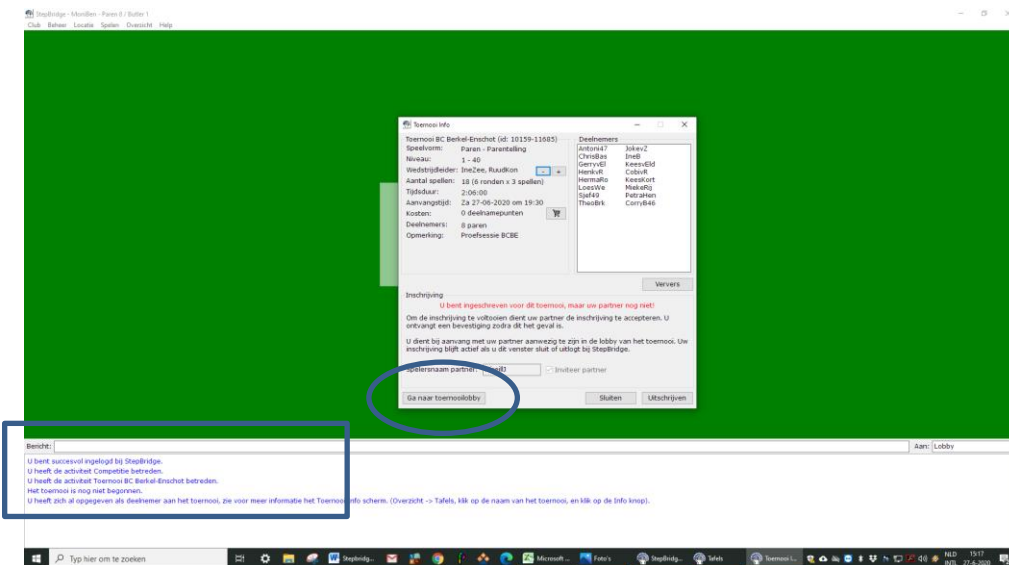 StepBridge - MoniBen - Paren 8 / Butler 1
Club Beheer Locatie Spelen Overzicht Help
Toernooi Info
Toernooi BC Berkel-Enschot (id: 10159-11685)
Speelvorm: Paren - Parentelling
Niveau: 1 - 40
Wedstrijdleider: IneZee, RuudKon - +
Aantal spellen: 18 (6 ronden x 3 spellen)
Tijdsduur: 2:06:00
Aanvangstijd: Za 27-06-2020 om 19:30
Kosten: 0 deelnamepunten
Deelnemers: 8 paren
Opmerking: Proefsessie BCBE
Deelnemers
Antoni47 JokevZ
ChrisBas IneB
GerryvEl KeesvEld
HenkvR CobivR
HermaRo KeesKort
LoesWe MiekeRoj
Sjef49 PetraHen
TheoBrk CorryB46
Ververs
Inschrijving
U bent ingeschreven voor dit toernooi, maar uw partner nog niet!
Om de inschrijving te voltooien dient uw partner de inschrijving te accepteren. U
ontvangt een bevestiging zodra dit het geval is.
U dient bij aanvang met uw partner aanwezig te zijn in de lobby van het toernooi. Uw
inschrijving blijft actief als u dit venster sluit of uitlogt bij StepBridge.
Spelersnaam partner: Inviteer partner
Ga naar toernooilobby Sluiten Uitschrijven
Bericht: Aan: Lobby
U bent succesvol ingelogd bij StepBridge.
U heeft de activiteit Competitie betreden.
U heeft de activiteit Toernooi BC Berkel-Enschot betreden.
Het toernooi is nog niet begonnen.
U heeft zich al opgegeven als deelnemer aan het toernooi, zie voor meer informatie het Toernooi Info scherm. (Overzicht -> Tafels, klik op de naam van het toernooi, en klik op de Info knop).
Typ hier om te zoeken Stepbridg... Microsoft ... Foto's StepBridg... Tafels Toernooi I... NLD 15:17
INTL 27-6-2020